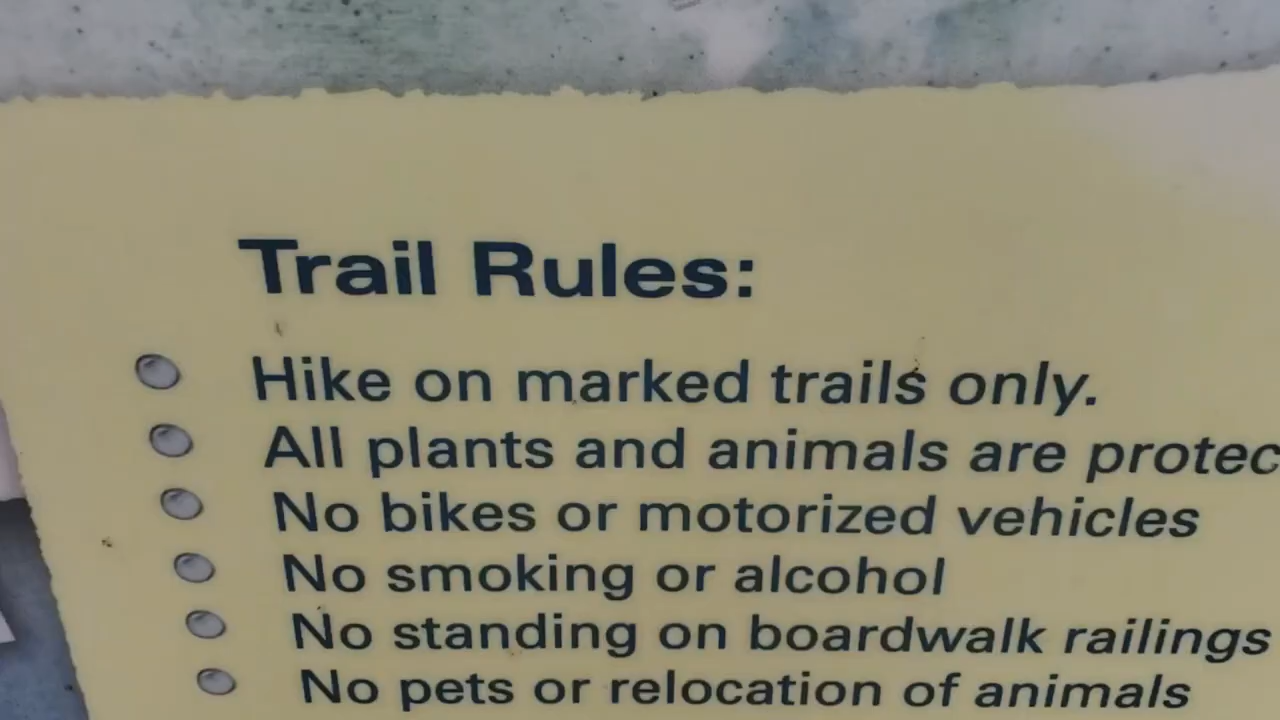 Trail Rules:
Hike on marked trails only.
All plants and animals are protec
No bikes or motorized vehicles
No smoking or alcohol
No standing on boardwalk railings
No pets or relocation of animals